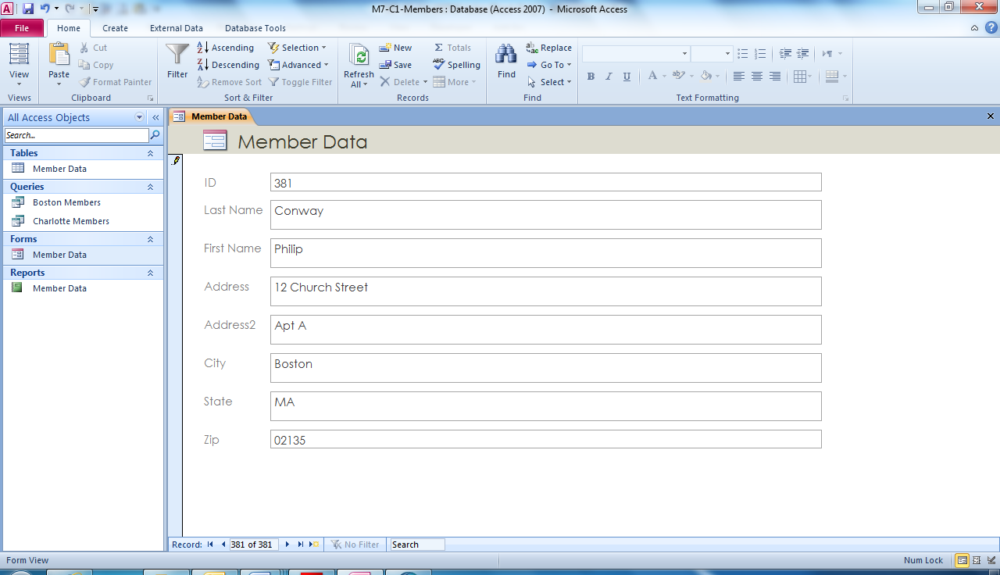 M7-C1-Members : Database (Access 2007) - Microsoft Access
File Home Create External Data Database Tools
View
Views
Paste
Cut
Copy
Format Painter
Clipboard
Filter
Ascending
Descending
Remove Sort
Selection
Advanced
Toggle Filter
Sort & Filter
Refresh
All
New
Save
Delete
Totals
Spelling
More
Records
Find
Replace
Go To
Select
Find
B I U A
Text Formatting
All Access Objects
Search...
Tables
Member Data
Queries
Boston Members
Charlotte Members
Forms
Member Data
Reports
Member Data
Member Data
Member Data
ID 381
Last Name Conway
First Name Philip
Address 12 Church Street
Address2 Apt A
City Boston
State MA
Zip 02135
Record: 381 of 381 No Filter Search
Form View Num Lock